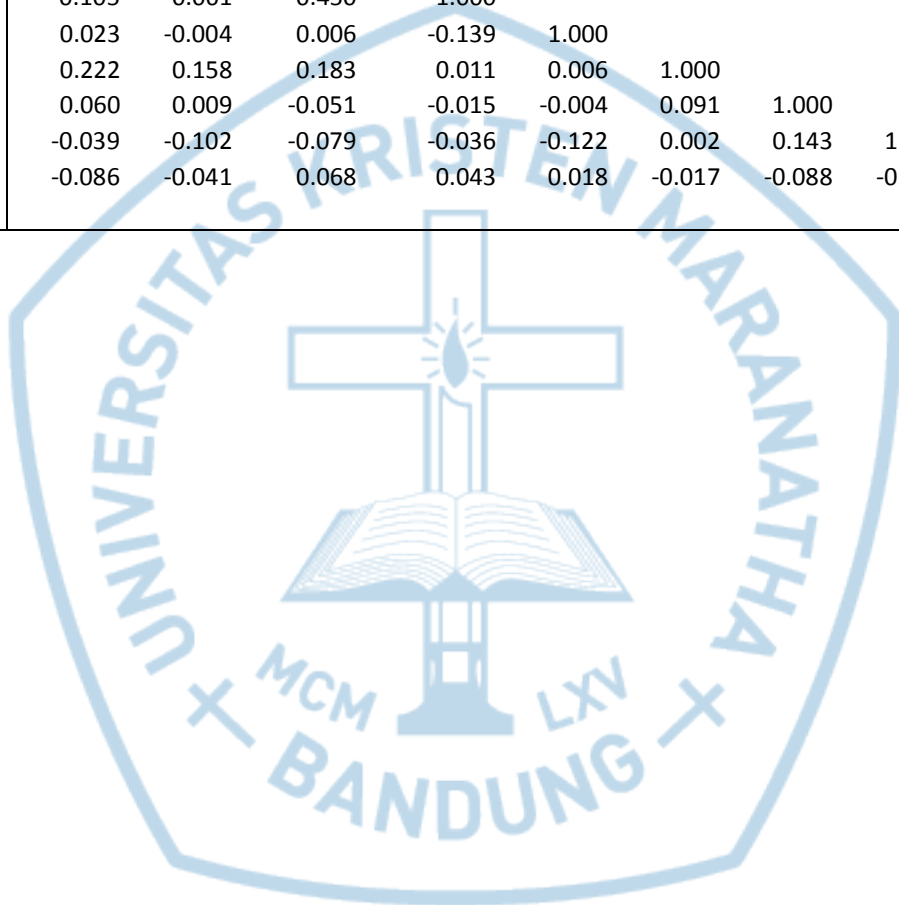 0.023 -0.004 0.006 -0.139 1.000
0.222 0.158 0.183 0.011 0.006 1.000
0.060 0.009 -0.051 -0.015 -0.004 0.091 1.000
-0.039 -0.102 -0.079 -0.036 -0.122 0.002 0.143
-0.086 -0.041 0.068 0.043 0.018 -0.017 -0.088
UNIVERSITAS KRISTEN MARANATHA
MCM LXV
BANDUNG